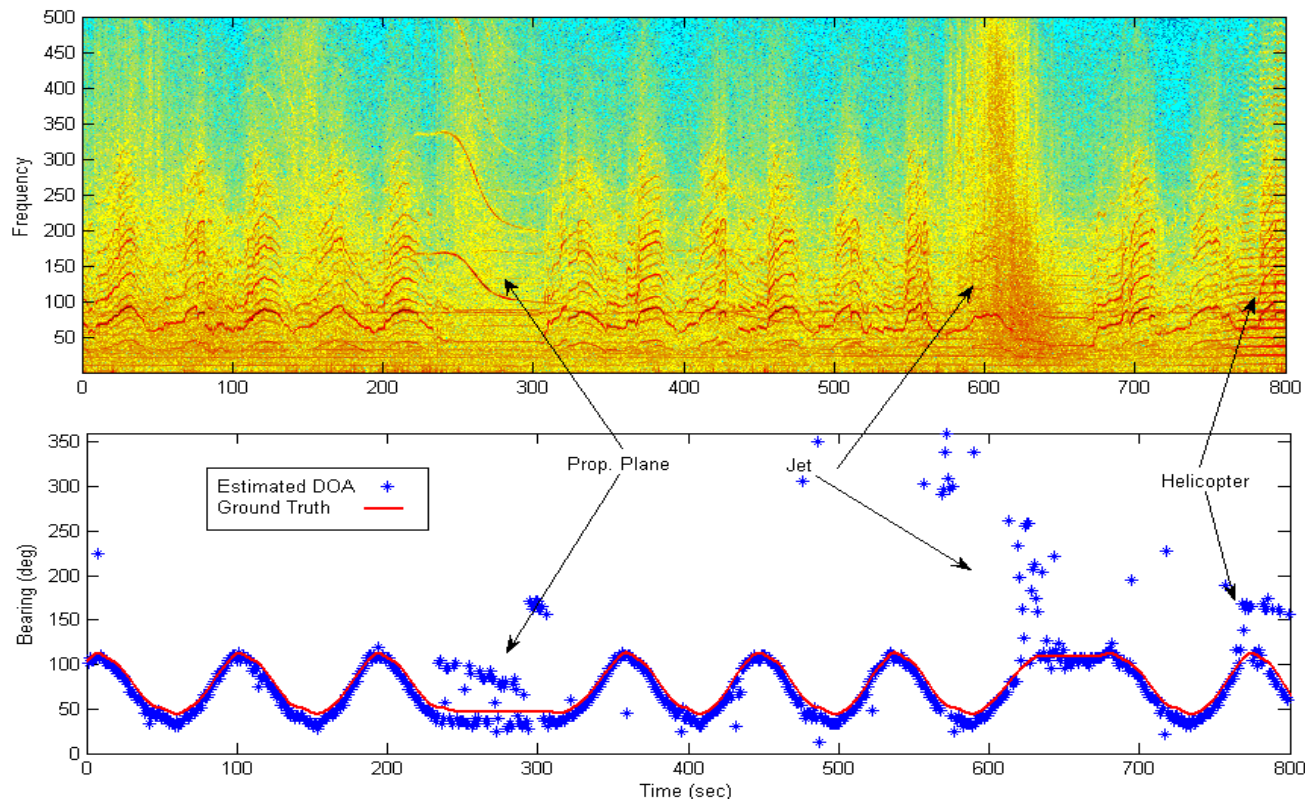 500
450
400
350
300
250
200
150
100
50
Frequency
0 100 200 300 400 500 600 700 800
350
300
250
200
150
100
50
0
Bearing (deg)
Estimated DOA
Ground Truth
Prop. Plane
Jet
Helicopter
0 100 200 300 400 500 600 700 800
Time (sec)